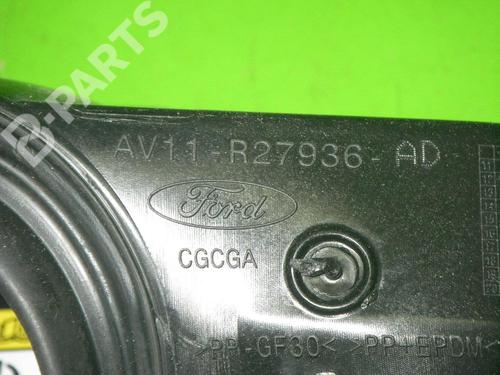 B-PARTS
AV11-R27936-AD
Ford
CGCGA
>PP-GF30< >PP+EPDM<